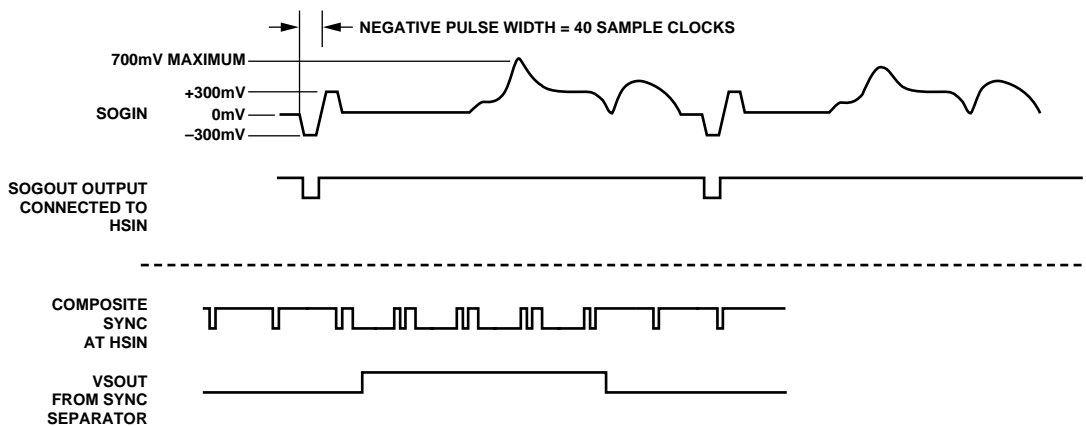 NEGATIVE PULSE WIDTH = 40 SAMPLE CLOCKS
700mV MAXIMUM
+300mV
SOGIN
0mV
–300mV
SOGOUT OUTPUT
CONNECTED TO
HSIN
COMPOSITE
SYNC
AT HSIN
VSOUT
FROM SYNC
SEPARATOR